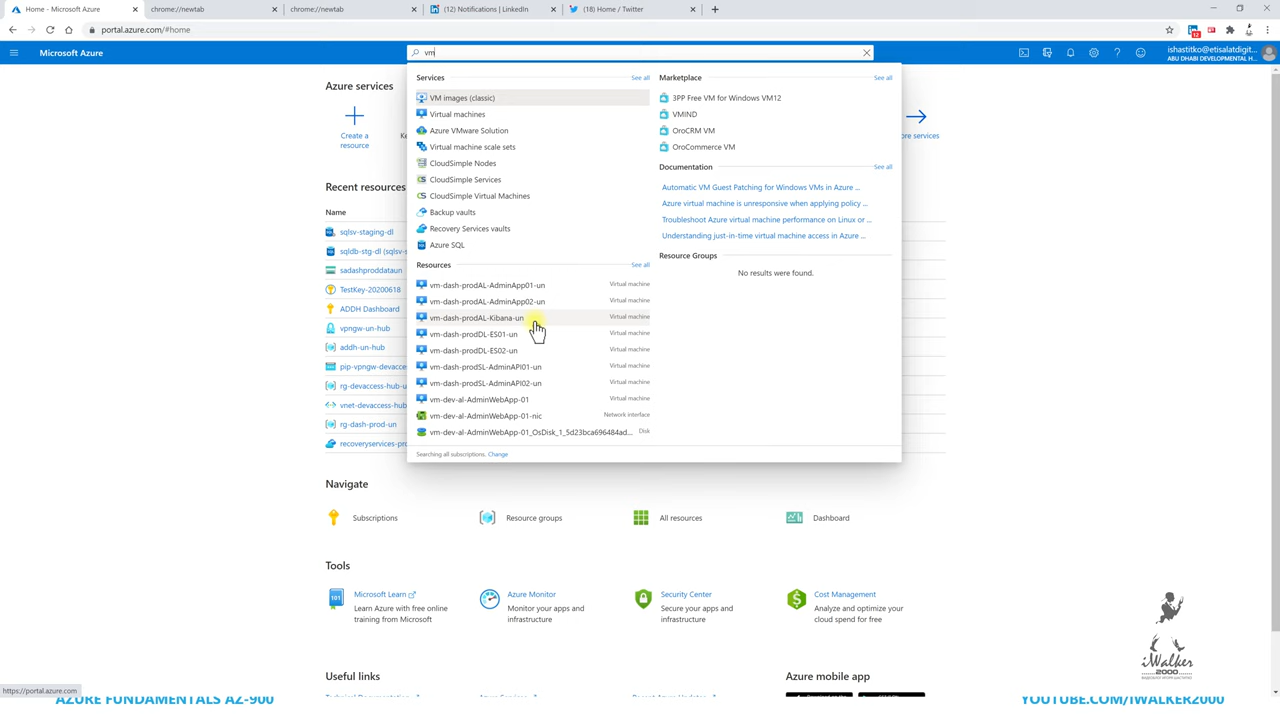 Home - Microsoft Azure
chrome://newtab
chrome://newtab
(12) Notifications | LinkedIn
(18) Home / Twitter
portal.azure.com/#home
12
Microsoft Azure
vm
ishastitko@etisalatdigit...
ABU DHABI DEVELOPMENTAL H...
Azure services
Create a
resource
ore services
Recent resources
Name
sqlsv-staging-dl
sqldb-stg-dl (sqlsv-s
sadashproddataun
TestKey-20200618
ADDH Dashboard
vpngw-un-hub
addh-un-hub
pip-vpngw-devacces
rg-devaccess-hub-u
vnet-devaccess-hub
rg-dash-prod-un
recoveryservices-pro
Services
See all
VM images (classic)
Virtual machines
Azure VMware Solution
Virtual machine scale sets
CloudSimple Nodes
CloudSimple Services
CloudSimple Virtual Machines
Backup vaults
Recovery Services vaults
Azure SQL
Resources
See all
vm-dash-prodAL-AdminApp01-un Virtual machine
vm-dash-prodAL-AdminApp02-un Virtual machine
vm-dash-prodAL-Kibana-un Virtual machine
vm-dash-prodDL-ES01-un Virtual machine
vm-dash-prodDL-ES02-un Virtual machine
vm-dash-prodSL-AdminAPI01-un Virtual machine
vm-dash-prodSL-AdminAPI02-un Virtual machine
vm-dev-al-AdminWebApp-01 Virtual machine
vm-dev-al-AdminWebApp-01-nic Network interface
vm-dev-al-AdminWebApp-01_OsDisk_1_5d23bca696484ad... Disk
Searching all subscriptions. Change
Marketplace
See all
3PP Free VM for Windows VM12
VMIND
OroCRM VM
OroCommerce VM
Documentation
See all
Automatic VM Guest Patching for Windows VMs in Azure ...
Azure virtual machine is unresponsive when applying policy ...
Troubleshoot Azure virtual machine performance on Linux or ...
Understanding just-in-time virtual machine access in Azure ...
Resource Groups
No results were found.
Navigate
Subscriptions
Resource groups
All resources
Dashboard
Tools
Microsoft Learn
Learn Azure with free online
training from Microsoft
Azure Monitor
Monitor your apps and
infrastructure
Security Center
Secure your apps and
infrastructure
Cost Management
Analyze and optimize your
cloud spend for free
Useful links
Azure mobile app
https://portal.azure.com
AZURE FUNDAMENTALS AZ-900
YOUTUBE.COM/IWALKER2000
iWalker
2000